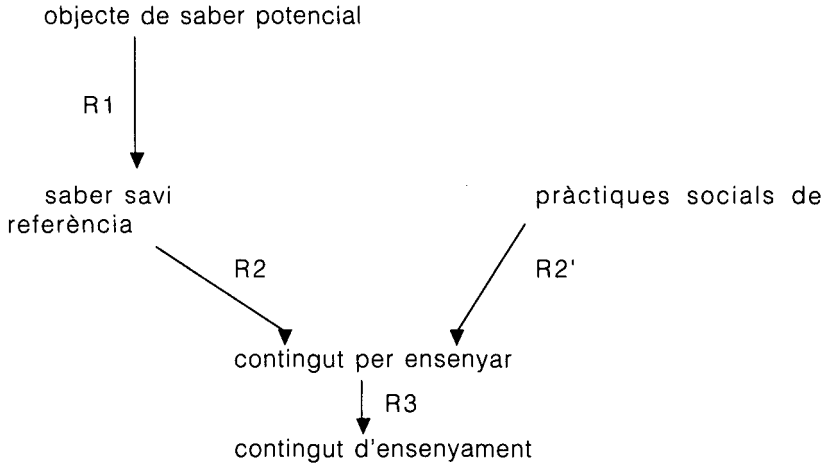 objecte de saber potencial
R1
saber savi pràctiques socials de
referència
R2 R2'
contingut per ensenyar
R3
contingut d'ensenyament